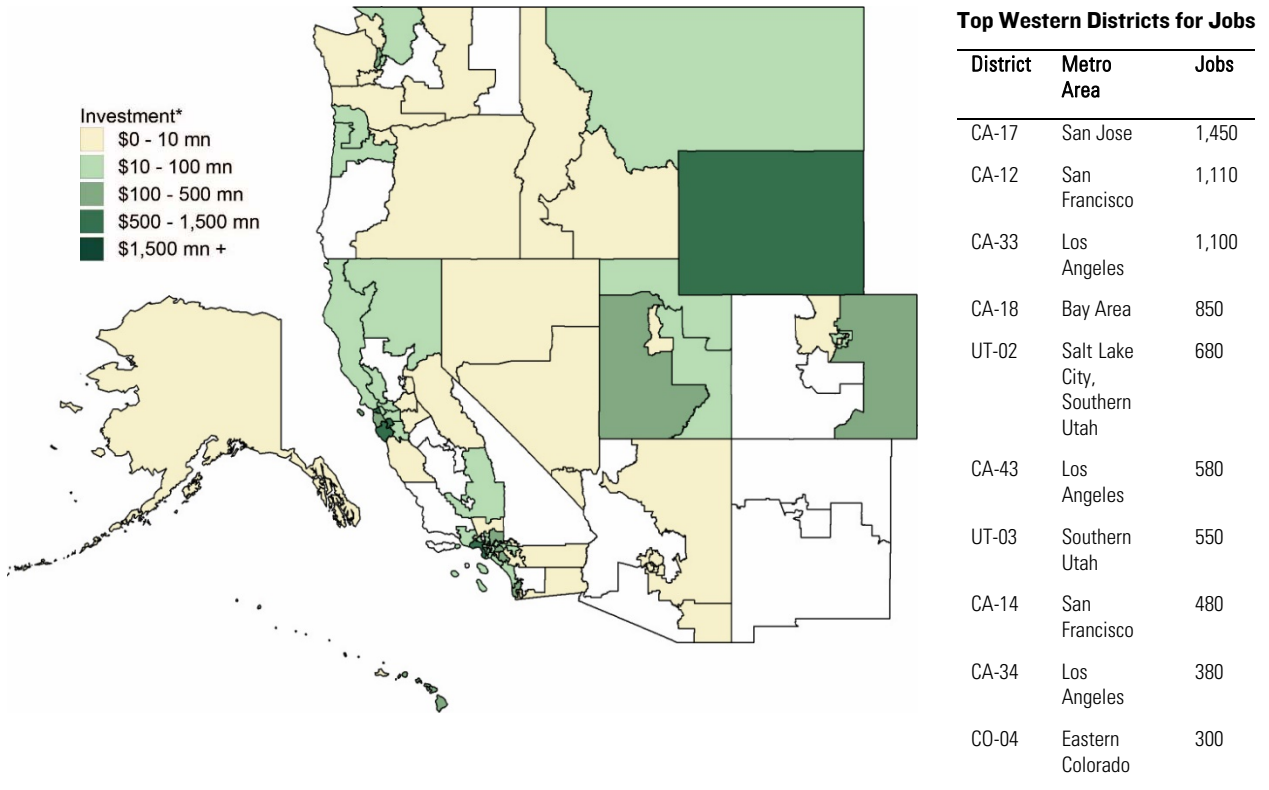 Top Western Districts for Jobs
District Metro Area Jobs
Investment*
$0 - 10 mn
$10 - 100 mn
$100 - 500 mn
$500 - 1,500 mn
$1,500 mn +
CA-17 San Jose 1,450
CA-12 San Francisco 1,110
CA-33 Los Angeles 1,100
CA-18 Bay Area 850
UT-02 Salt Lake City, Southern Utah 680
CA-43 Los Angeles 580
UT-03 Southern Utah 550
CA-14 San Francisco 480
CA-34 Los Angeles 380
CO-04 Eastern Colorado 300